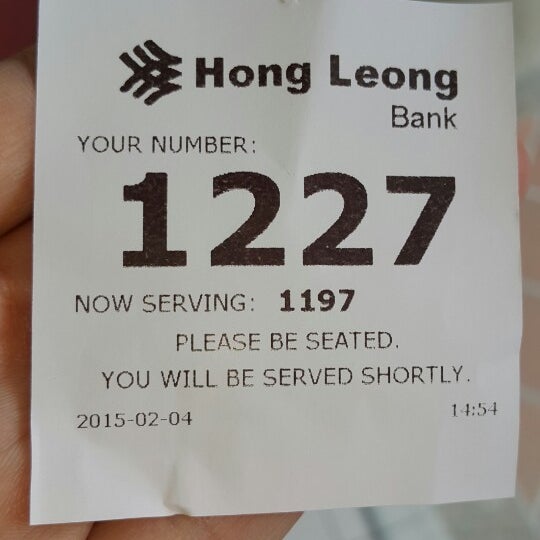 Hong Leong
Bank
YOUR NUMBER:
1227
NOW SERVING: 1197
PLEASE BE SEATED.
YOU WILL BE SERVED SHORTLY.
2015-02-04 14:54